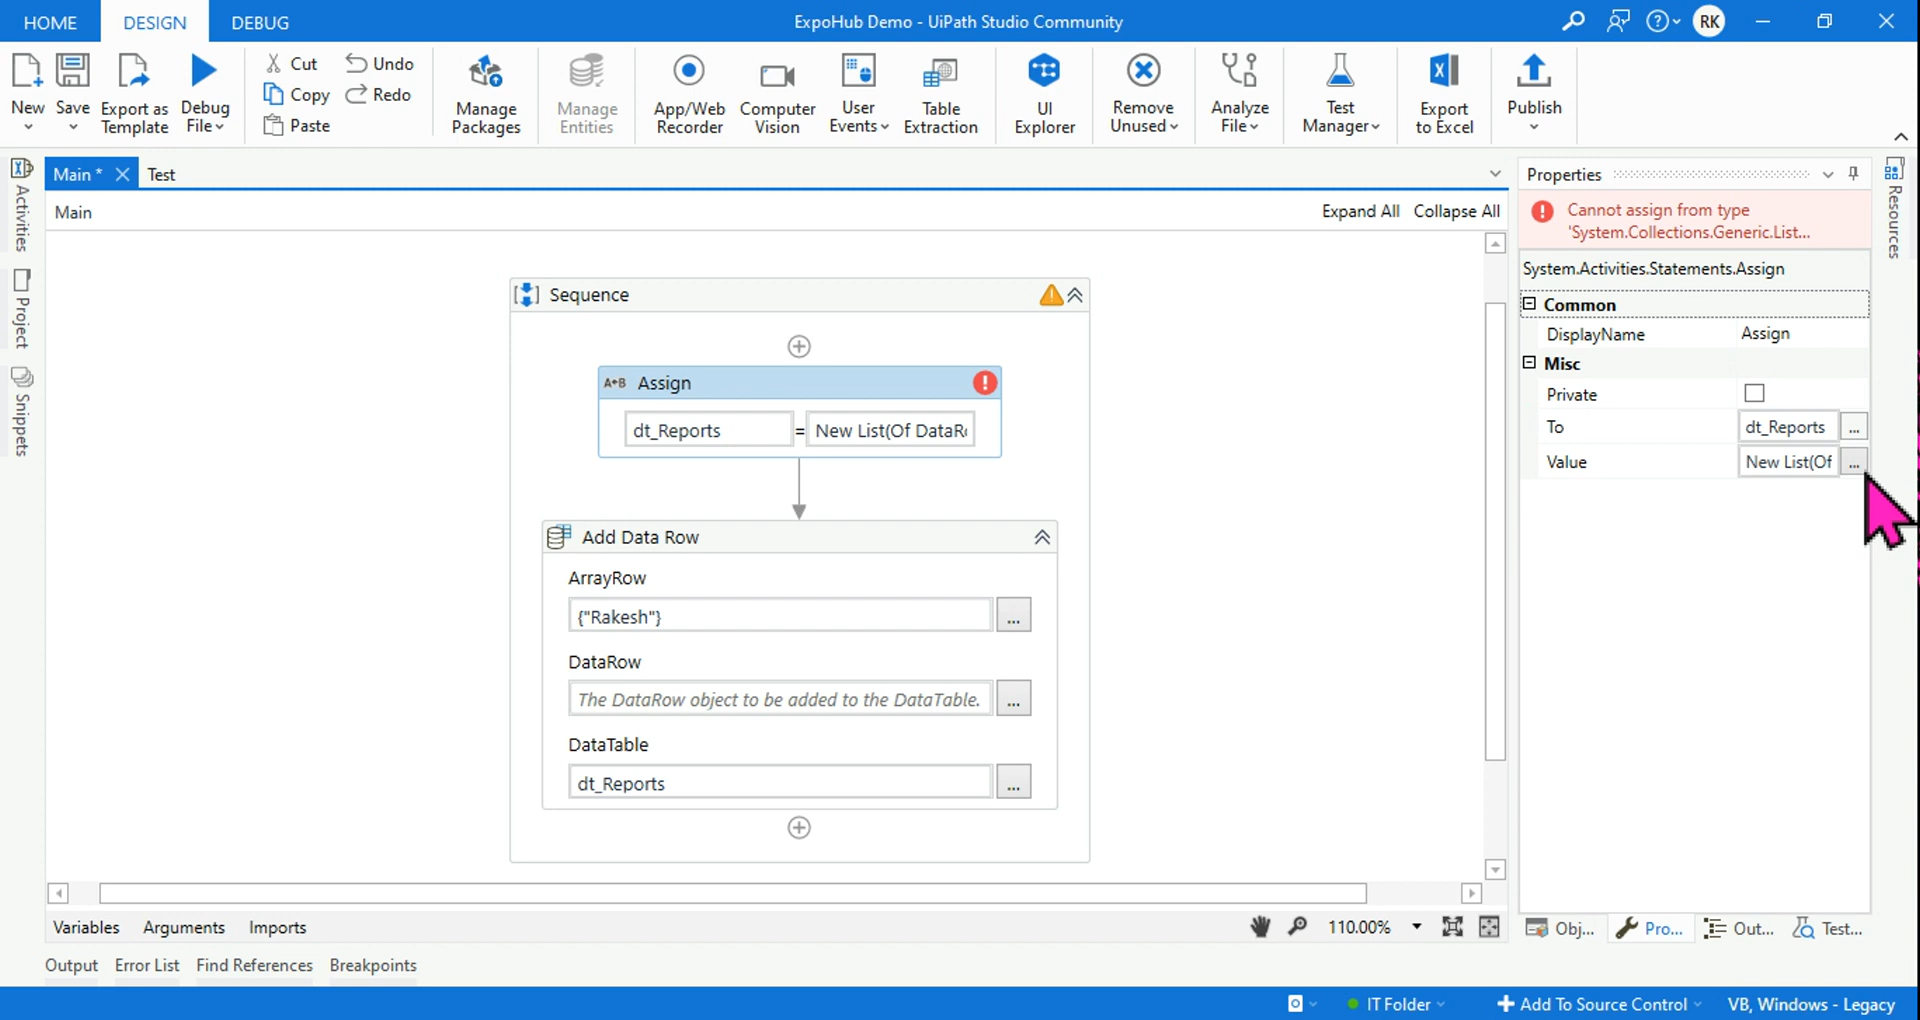 HOME DESIGN DEBUG
ExpoHub Demo - UiPath Studio Community
RK
New
Save
Export as
Template
Debug
File
Cut
Copy
Paste
Undo
Redo
Manage
Packages
Manage
Entities
App/Web
Recorder
Computer
Vision
User
Events
Table
Extraction
UI
Explorer
Remove
Unused
Analyze
File
Test
Manager
Export
to Excel
Publish
Activities
Project
Snippets
Main * Test
Main
Expand All Collapse All
Sequence
A+B Assign
dt_Reports = New List(Of DataR
Add Data Row
ArrayRow
{"Rakesh"} ...
DataRow
The DataRow object to be added to the DataTable. ...
DataTable
dt_Reports ...
Properties
Cannot assign from type
'System.Collections.Generic.List...
System.Activities.Statements.Assign
Common
DisplayName Assign
Misc
Private
To dt_Reports ...
Value New List(Of ...
Resources
Variables Arguments Imports
110.00%
Obj... Pro... Out... Test...
Output Error List Find References Breakpoints
IT Folder
Add To Source Control
VB, Windows - Legacy